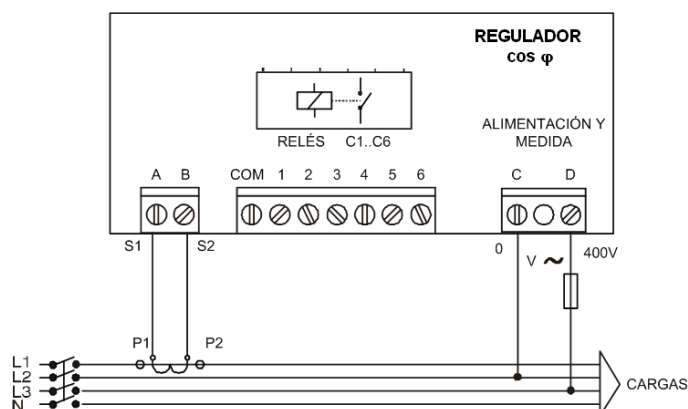 REGULADOR
cos φ
RELÉS C1..C6
ALIMENTACIÓN Y
MEDIDA
A B COM 1 2 3 4 5 6 C D
S1 S2 0 V ~ 400V
P1 P2
L1
L2
L3
N
CARGAS